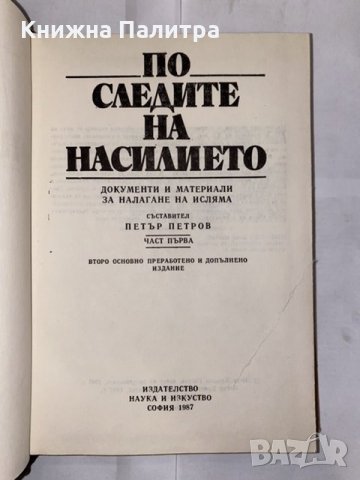 Книжна Палитра
ПО
СЛЕДИТЕ
НА
НАСИЛИЕТО
ДОКУМЕНТИ И МАТЕРИАЛИ
ЗА НАЛАГАНЕ НА ИСЛЯМА
СЪСТАВИТЕЛ
ПЕТЪР ПЕТРОВ
ЧАСТ ПЪРВА
ВТОРО ОСНОВНО ПРЕРАБОТЕНО И ДОПЪЛНЕНО
ИЗДАНИЕ
ИЗДАТЕЛСТВО
НАУКА И ИЗКУСТВО
СОФИЯ 1987
BAZAR